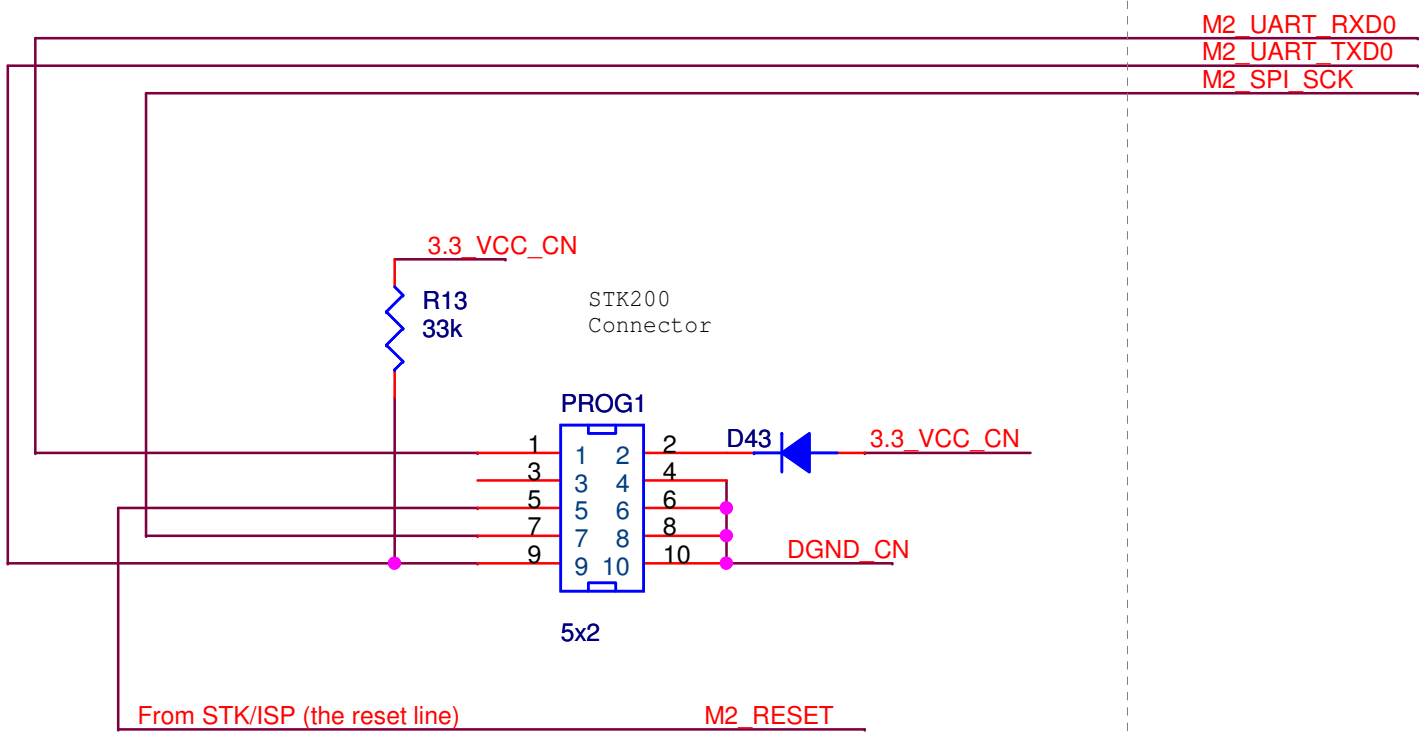 M2_UART_RXD0
M2_UART_TXD0
M2_SPI_SCK
3.3_VCC_CN
R13
33k
STK200
Connector
PROG1
D43
3.3_VCC_CN
1 1 2 2
3 3 4 4
5 5 6 6
7 7 8 8
9 9 10 10
DGND_CN
5x2
From STK/ISP (the reset line) M2_RESET